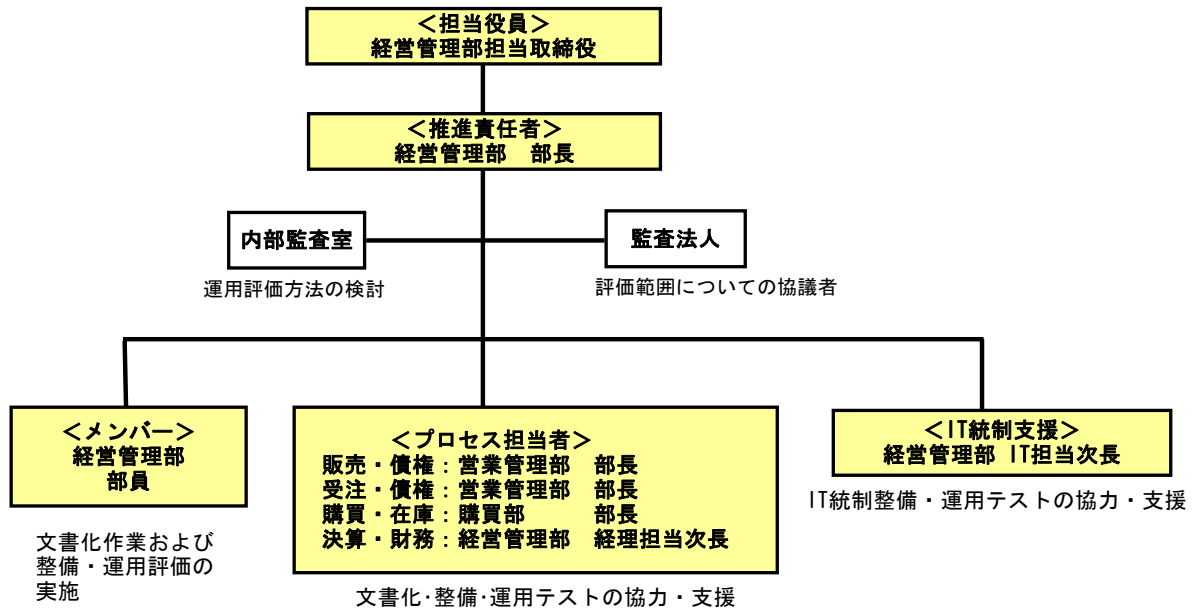 ＜担当役員＞
経営管理部担当取締役
＜推進責任者＞
経営管理部　部長
内部監査室
監査法人
運用評価方法の検討
評価範囲についての協議者
＜メンバー＞
経営管理部
部員
文書化作業および
整備・運用評価の
実施
＜プロセス担当者＞
販売・債権：営業管理部　部長
受注・債権：営業管理部　部長
購買・在庫：購買部　　　部長
決算・財務：経営管理部　経理担当次長
文書化･整備･運用テストの協力・支援
＜IT統制支援＞
経営管理部 IT担当次長
IT統制整備・運用テストの協力・支援